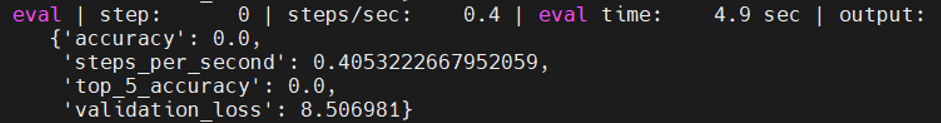 eval | step:      0 | steps/sec:    0.4 | eval time:    4.9 sec | output:
{'accuracy': 0.0,
'steps_per_second': 0.4053222667952059,
'top_5_accuracy': 0.0,
'validation_loss': 8.506981}